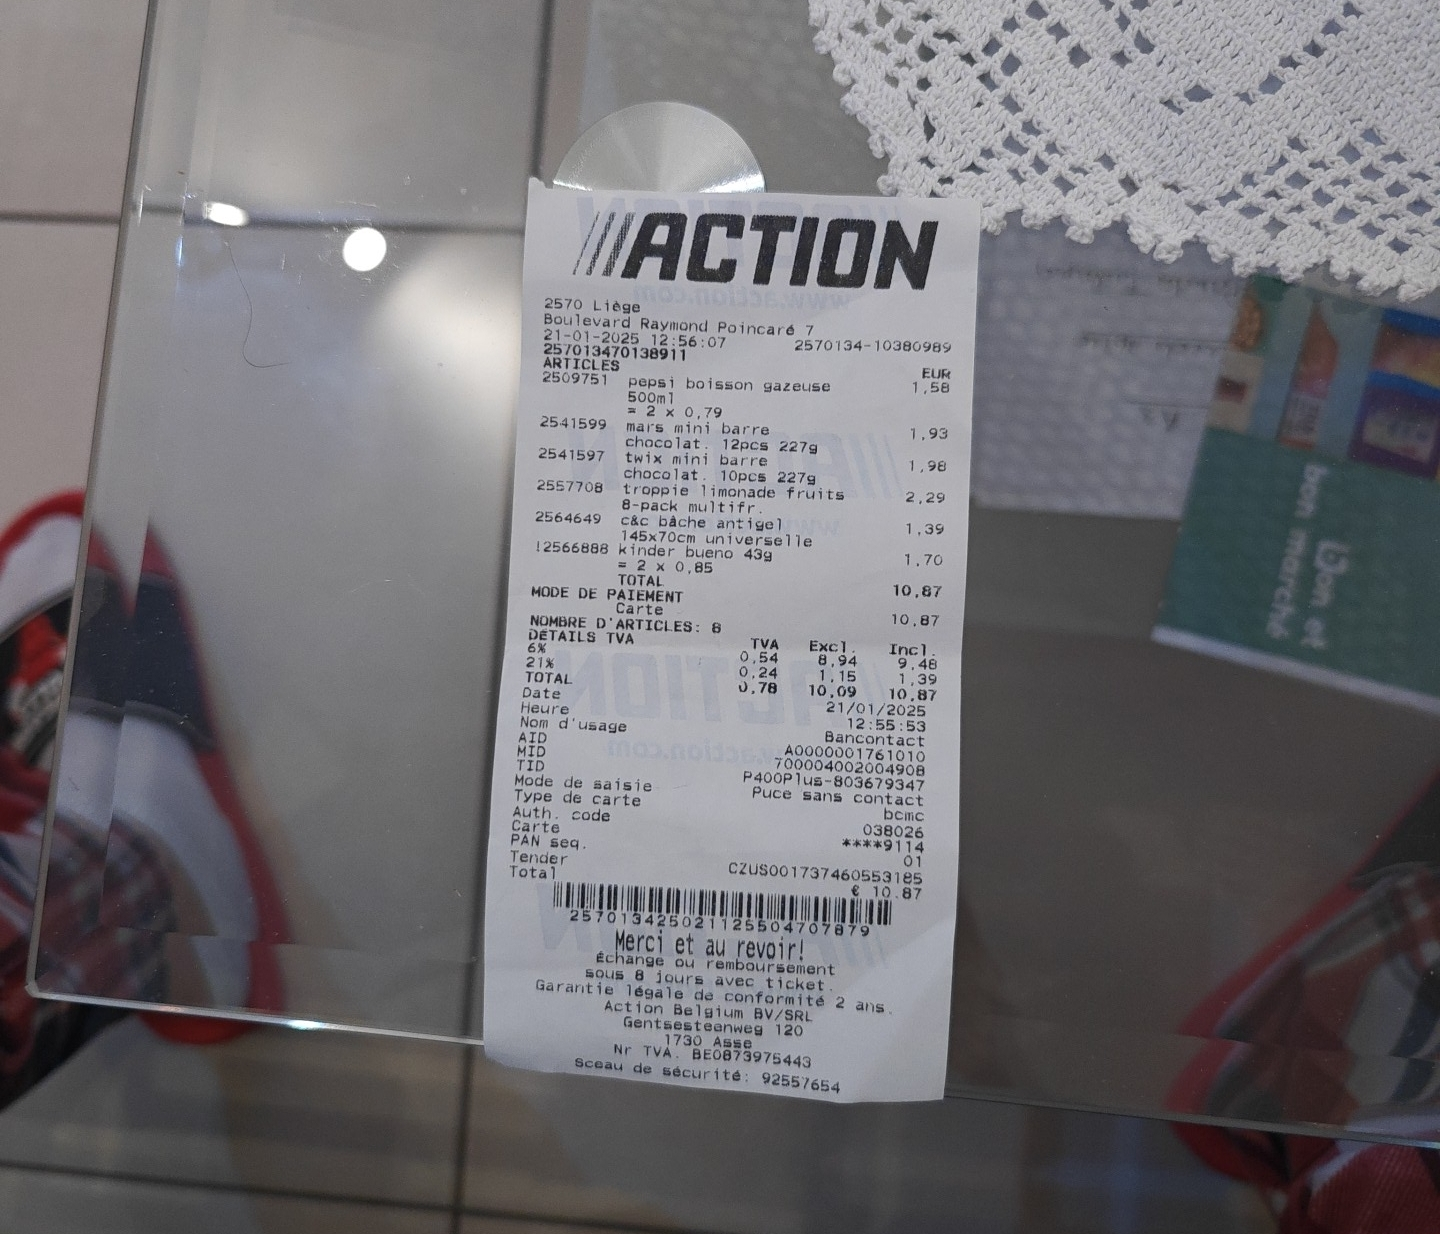 ///ACTION
2570 Liège
Boulevard Raymond Poincaré 7
21-01-2025 12:56:07 2570134-10380989
257013470138911
ARTICLES EUR
2509751 pepsi boisson gazeuse 1,58
500ml
= 2 x 0,79
2541599 mars mini barre 1,93
chocolat. 12pcs 227g
2541597 twix mini barre 1,98
chocolat. 10pcs 227g
2557708 troppie limonade fruits 2,29
8-pack multifr.
2564649 c&c bâche antigel 1,39
145x70cm universelle
!2566888 kinder bueno 43g 1,70
= 2 x 0,85
TOTAL 10,87
MODE DE PAIEMENT
Carte 10,87
NOMBRE D'ARTICLES: 8
DÉTAILS TVA TVA Excl. Incl.
6% 0,54 8,94 9,48
21% 0,24 1,15 1,39
TOTAL 0,78 10,09 10,87
Date 21/01/2025
Heure 12:55:53
Nom d'usage Bancontact
AID A0000001761010
MID 700004002004908
TID P400Plus-803679347
Mode de saisie Puce sans contact
Type de carte bcmc
Auth. code 038026
Carte ****9114
PAN seq. 01
Tender CZUS001737460553185
Total € 10.87
257013425021125504707879
Merci et au revoir!
Échange ou remboursement
sous 8 jours avec ticket.
Garantie légale de conformité 2 ans.
Action Belgium BV/SRL
Gentsesteenweg 120
1730 Asse
Nr TVA. BE0873975443
Sceau de sécurité: 92557654
bon et
bon marché